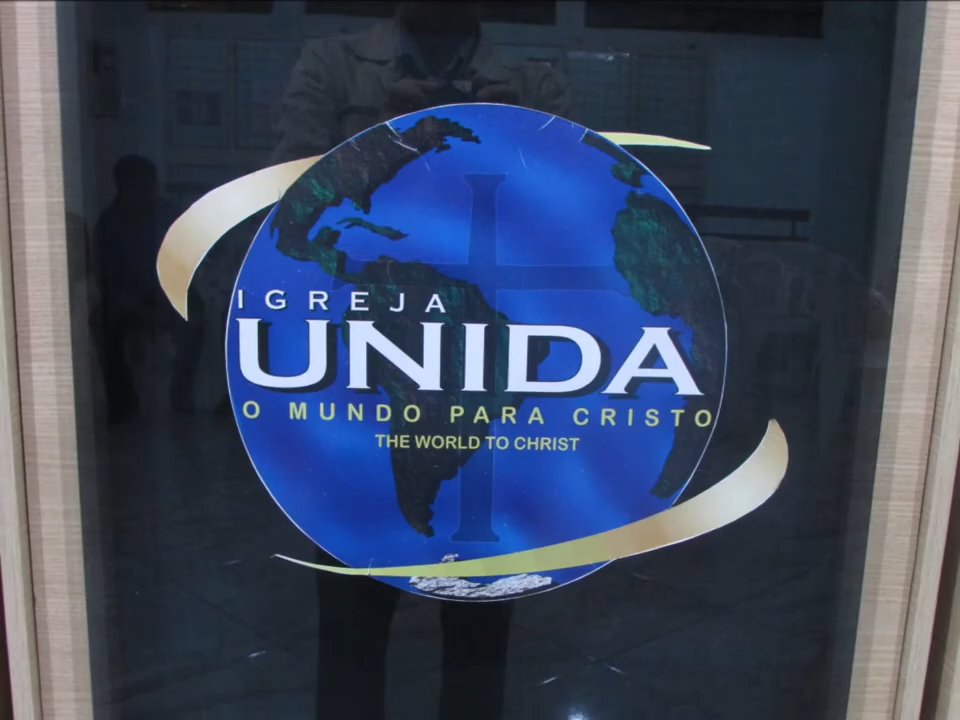 IGREJA
UNIDA
O MUNDO PARA CRISTO
THE WORLD TO CHRIST